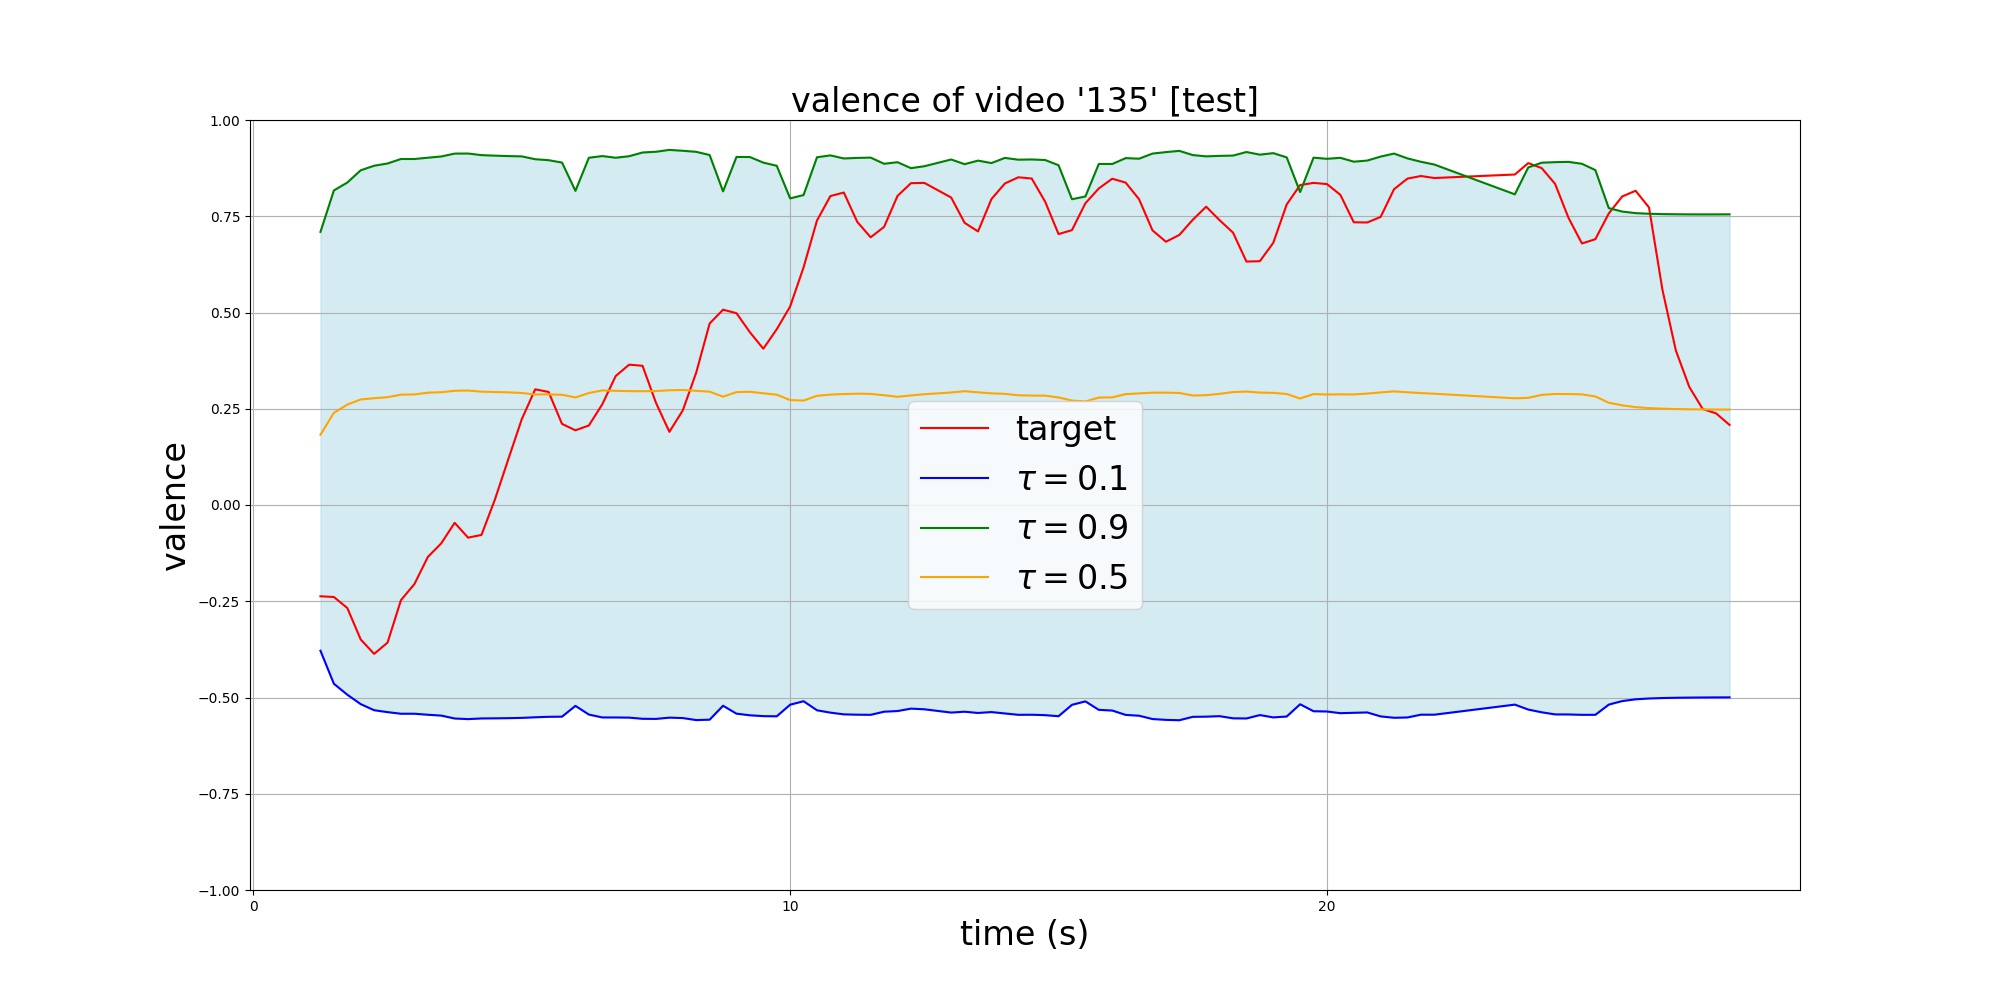 valence of video '135' [test]
1.00
0.75
0.50
0.25
0.00
−0.25
−0.50
−0.75
−1.00
valence
target
τ = 0.1
τ = 0.9
τ = 0.5
0 10 20
time (s)